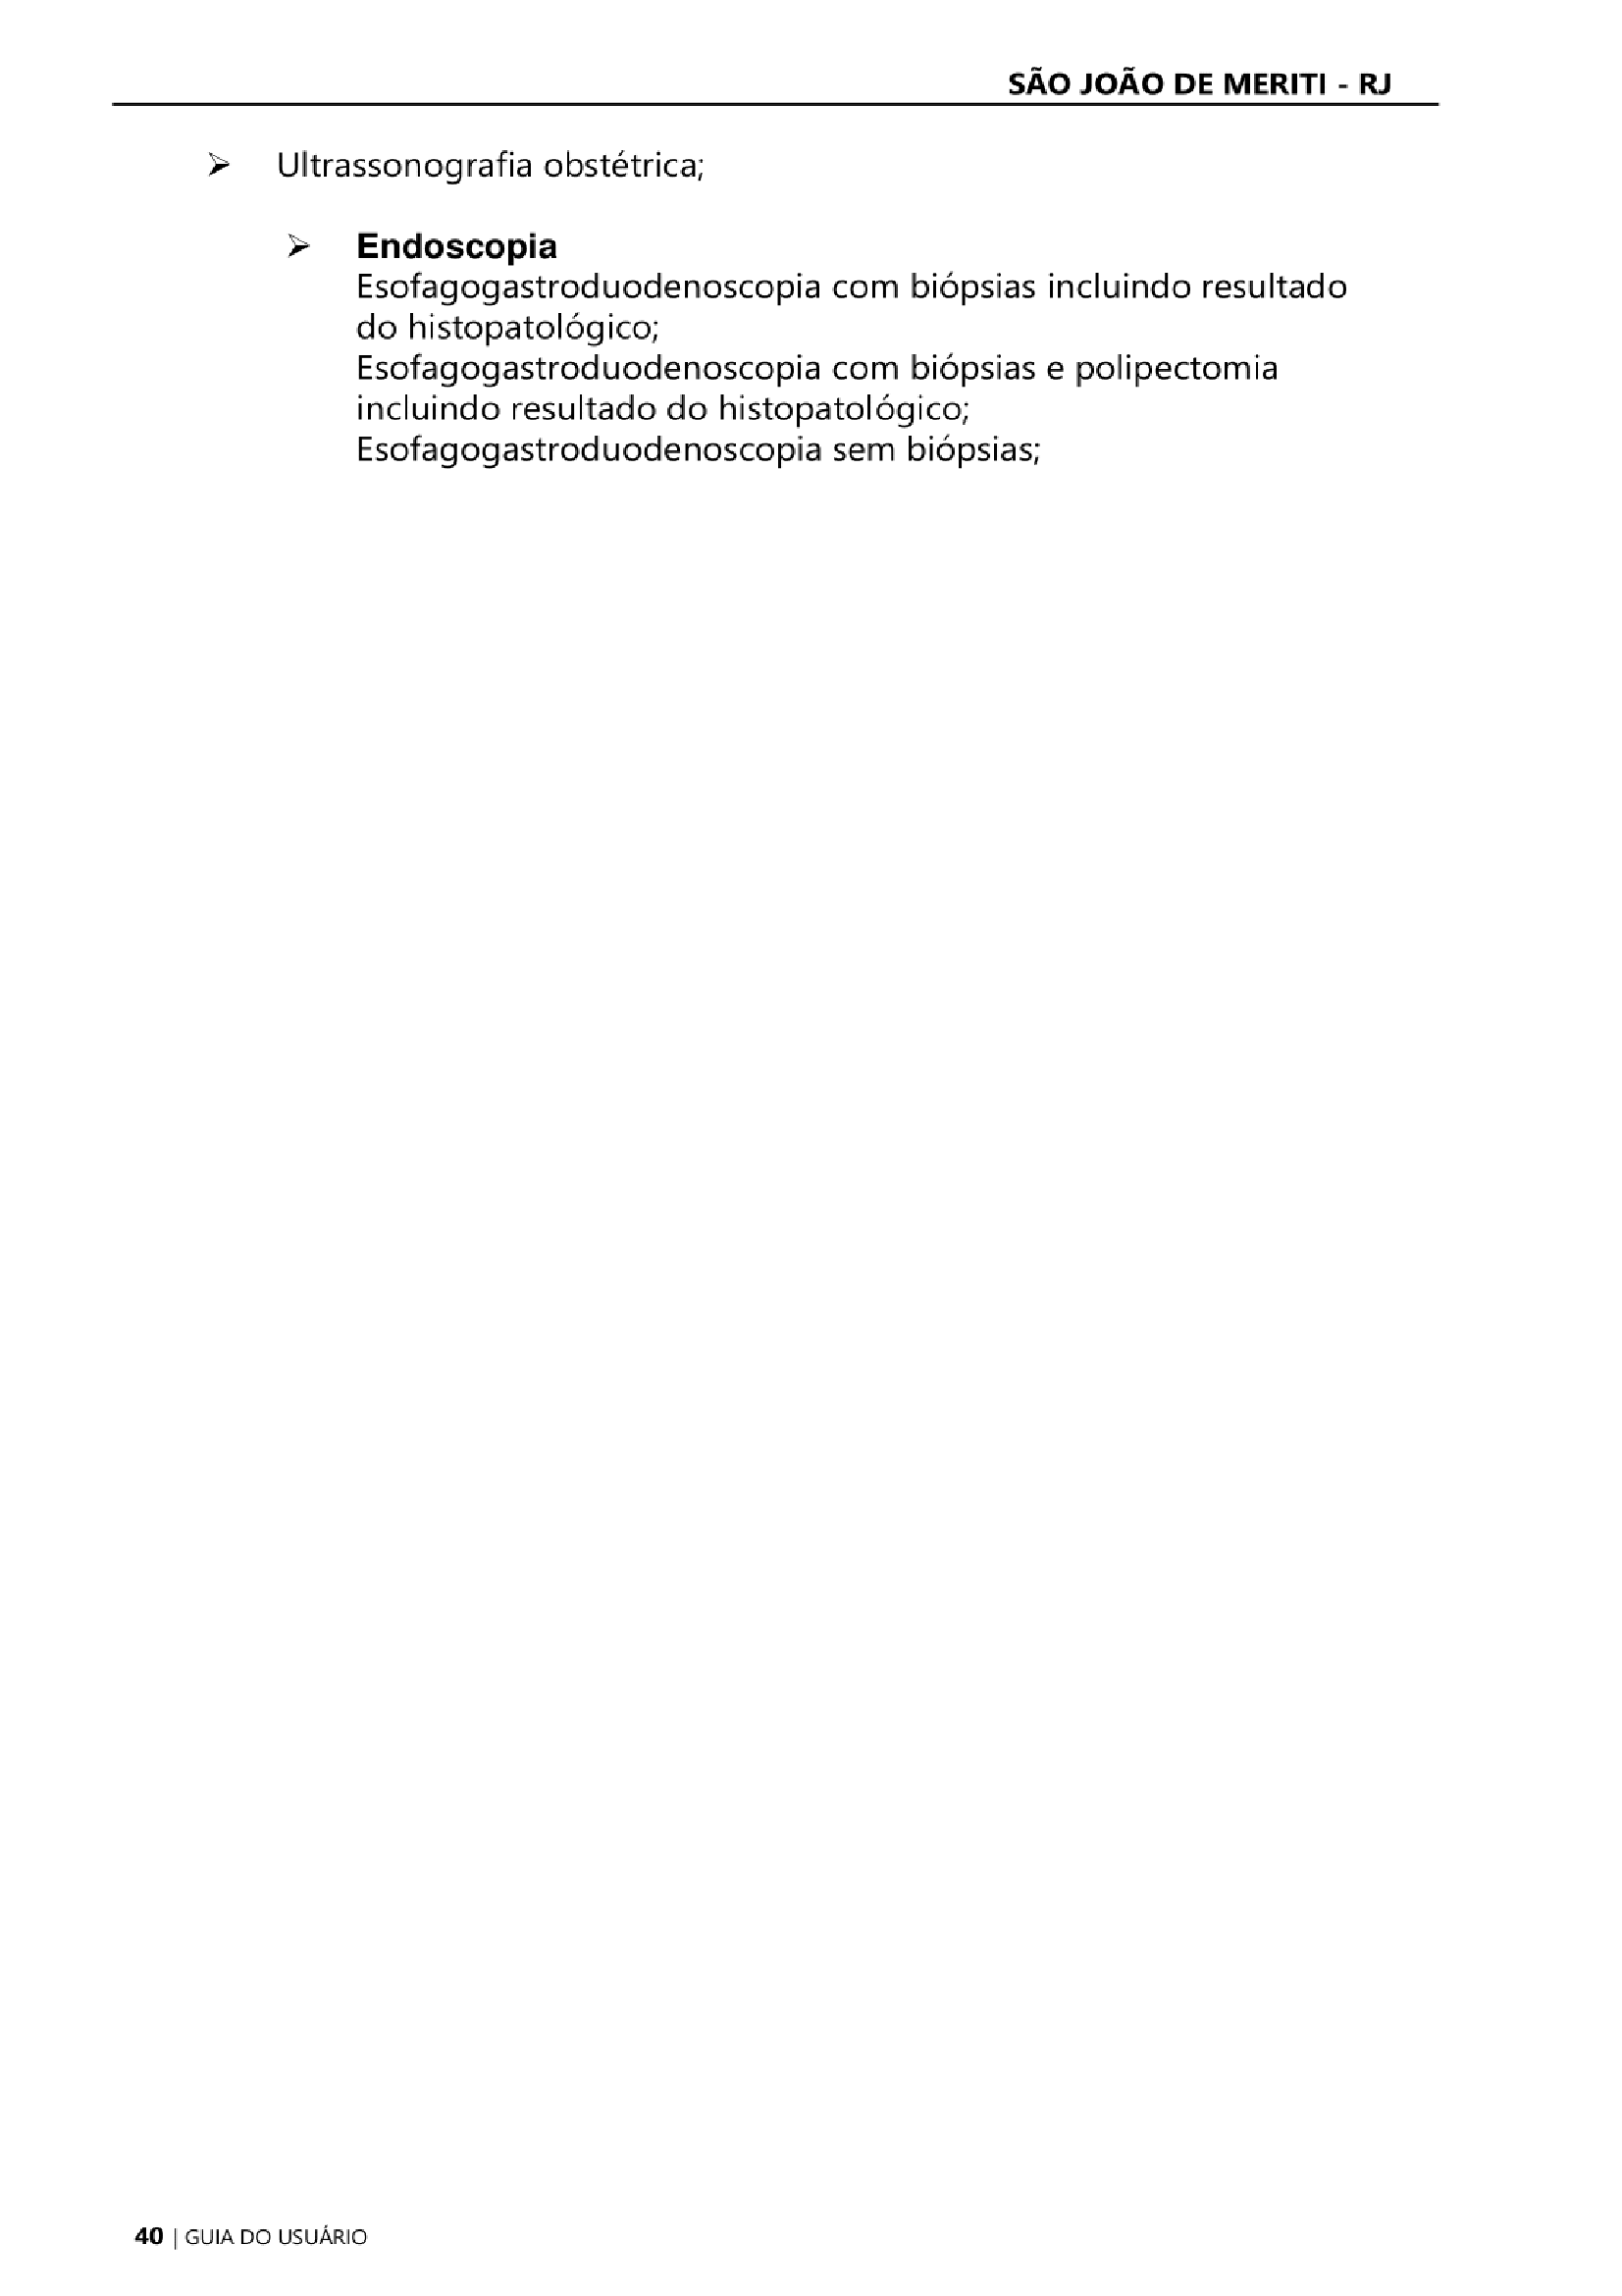 SÃO JOÃO DE MERITI - RJ
➢ Ultrassonografia obstétrica;
➢ Endoscopia
Esofagogastroduodenoscopia com biópsias incluindo resultado
do histopatológico;
Esofagogastroduodenoscopia com biópsias e polipectomia
incluindo resultado do histopatológico;
Esofagogastroduodenoscopia sem biópsias;
40 | GUIA DO USUÁRIO